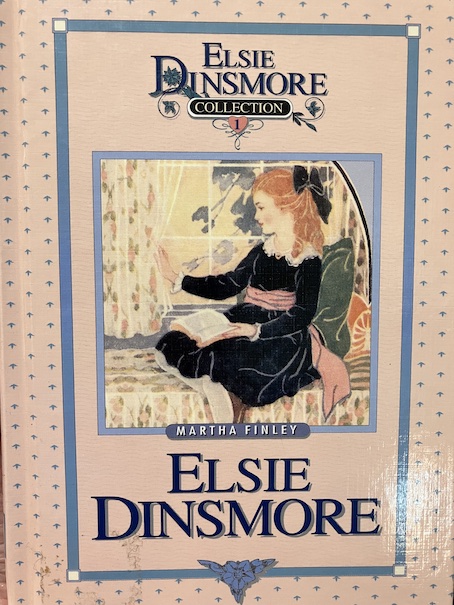 ELSIE
DINSMORE
COLLECTION
1
MARTHA FINLEY
ELSIE
DINSMORE